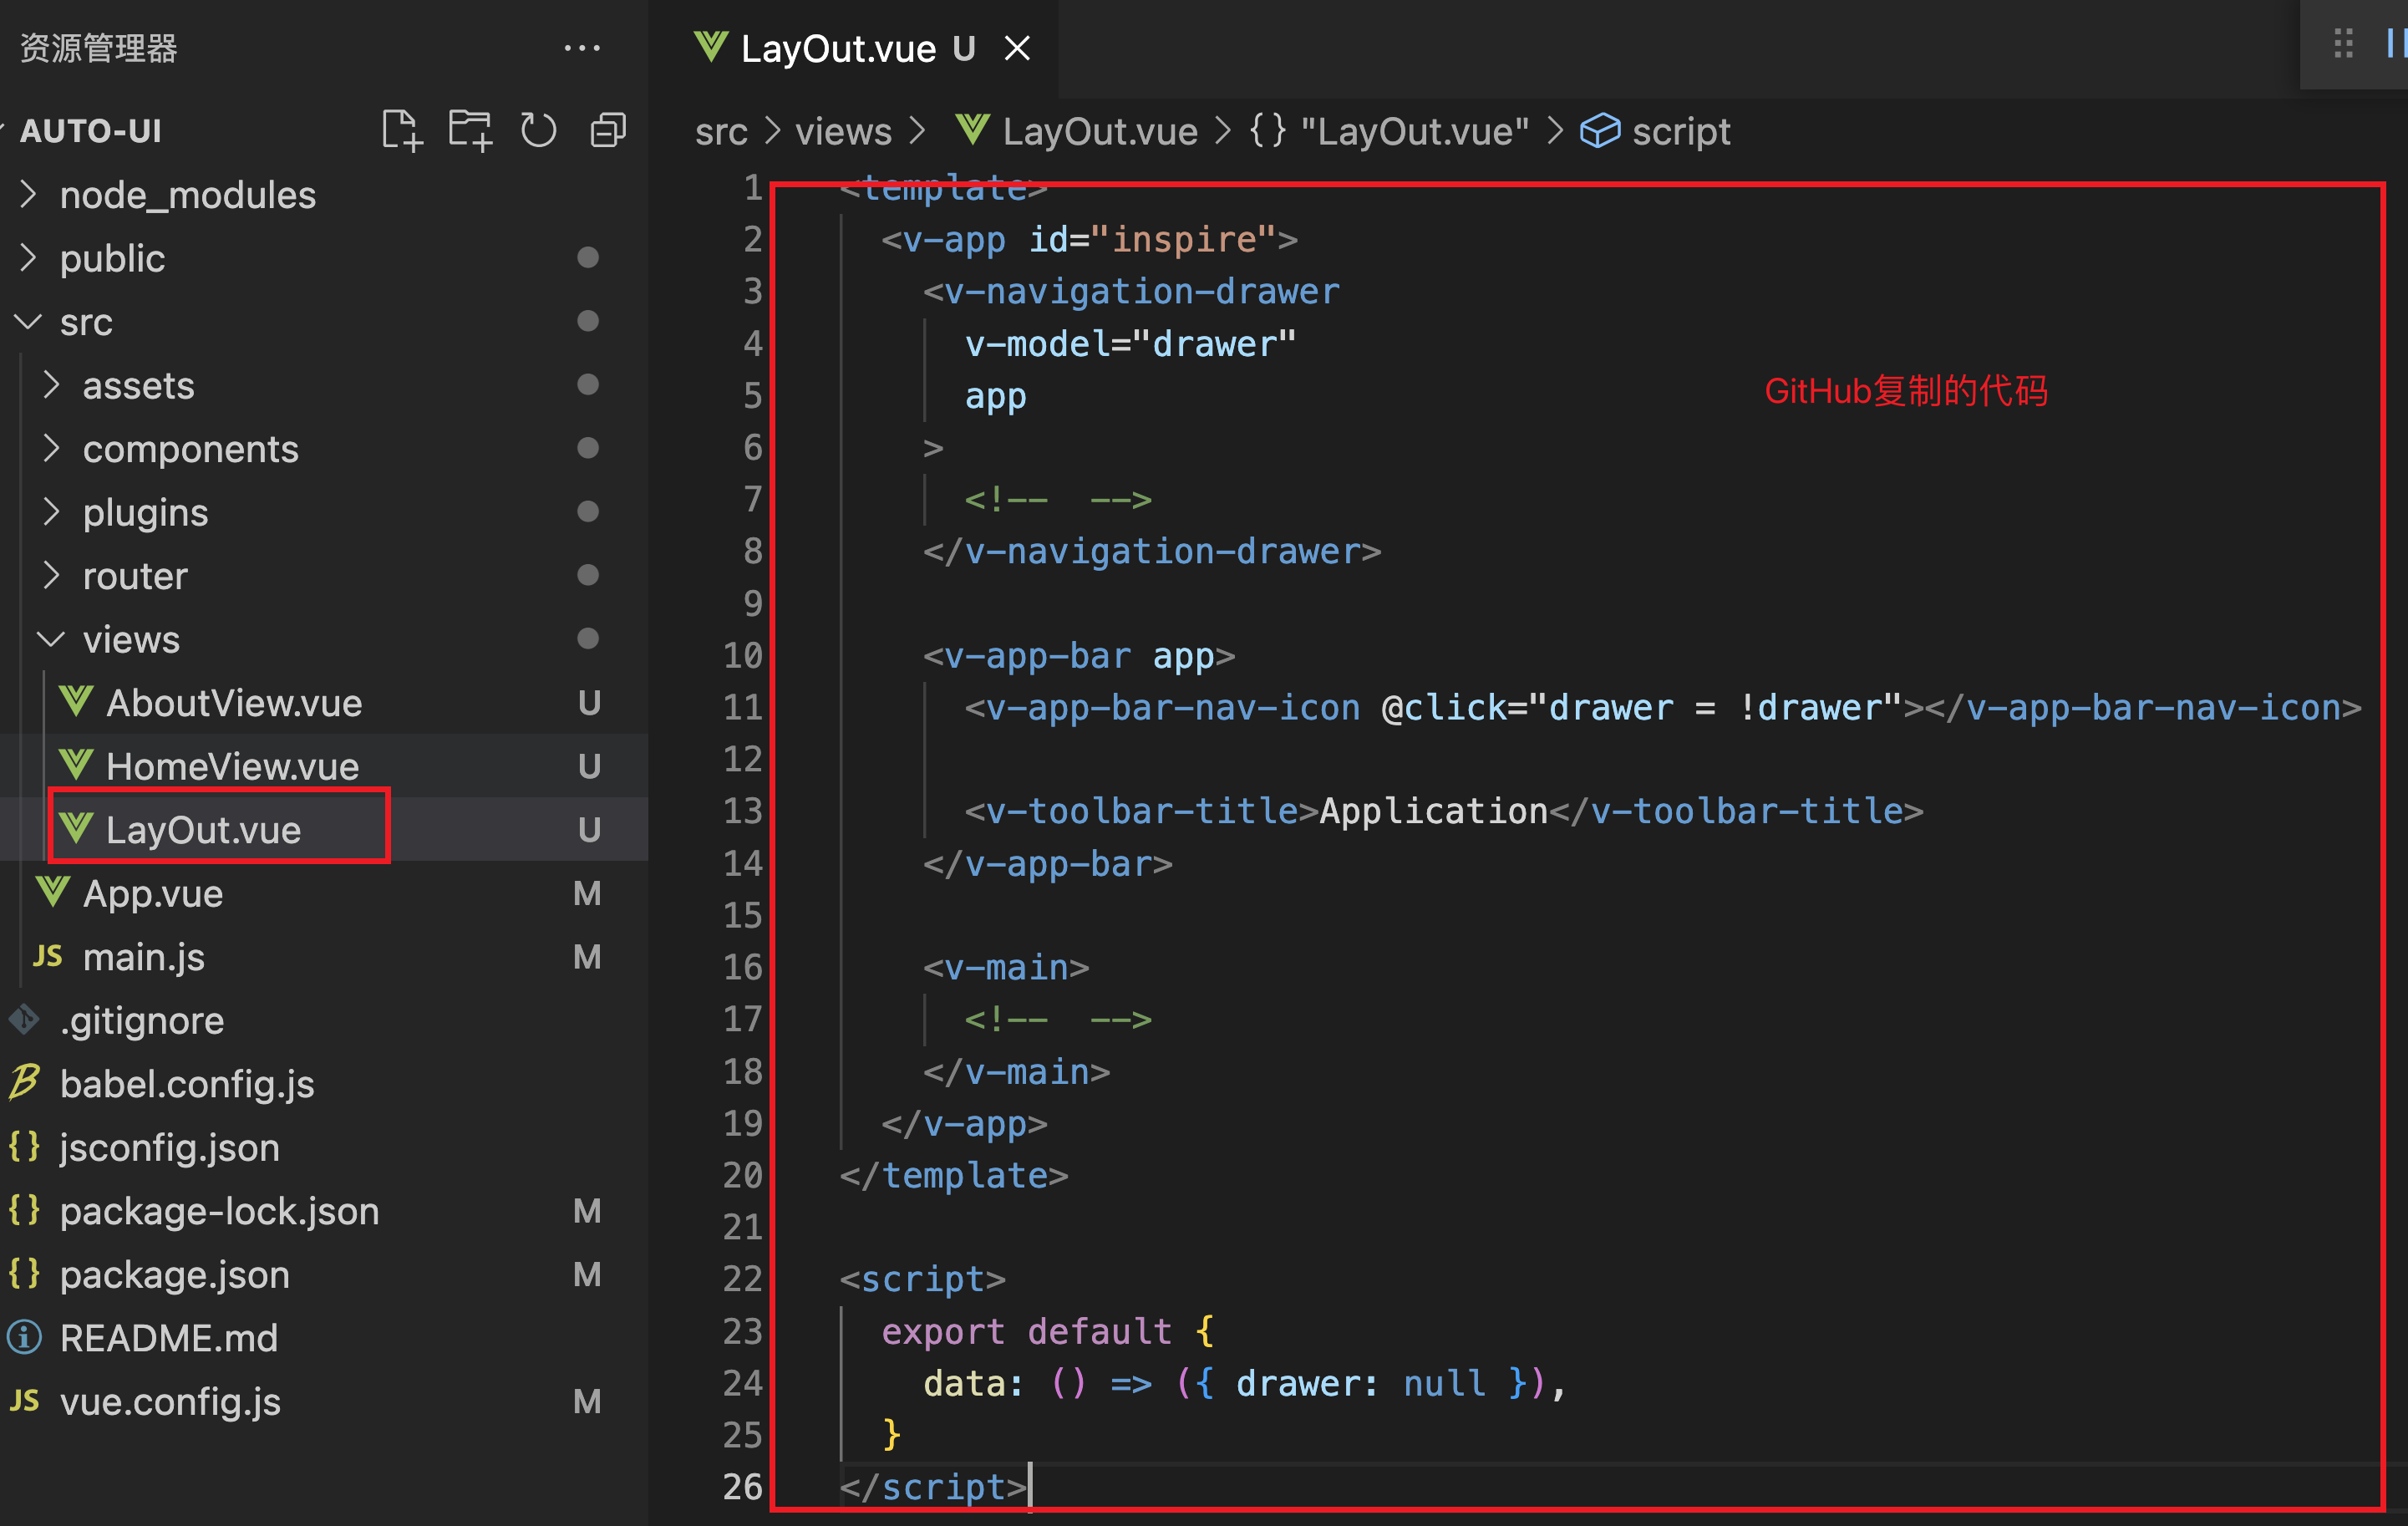 资源管理器
AUTO-UI
node_modules
public
src
assets
components
plugins
router
views
AboutView.vue U
HomeView.vue U
LayOut.vue U
App.vue M
JS main.js M
.gitignore
babel.config.js
{} jsconfig.json
{} package-lock.json M
{} package.json M
README.md
JS vue.config.js M
LayOut.vue U
src > views > LayOut.vue > {} "LayOut.vue" > script
1 <template>
2 <v-app id="inspire">
3 <v-navigation-drawer
4 v-model="drawer"
5 app
6 >
7 <!-- -->
8 </v-navigation-drawer>
9
10 <v-app-bar app>
11 <v-app-bar-nav-icon @click="drawer = !drawer"></v-app-bar-nav-icon>
12
13 <v-toolbar-title>Application</v-toolbar-title>
14 </v-app-bar>
15
16 <v-main>
17 <!-- -->
18 </v-main>
19 </v-app>
20 </template>
21
22 <script>
23 export default {
24 data: () => ({ drawer: null }),
25 }
26 </script>
GitHub复制的代码